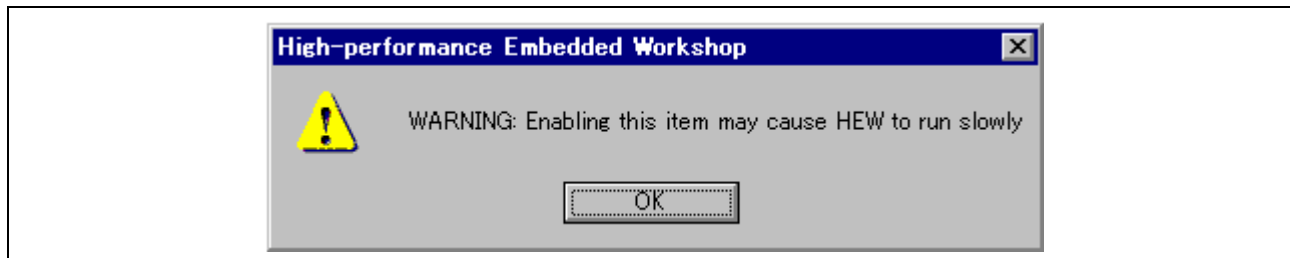 High-performance Embedded Workshop
WARNING: Enabling this item may cause HEW to run slowly
OK